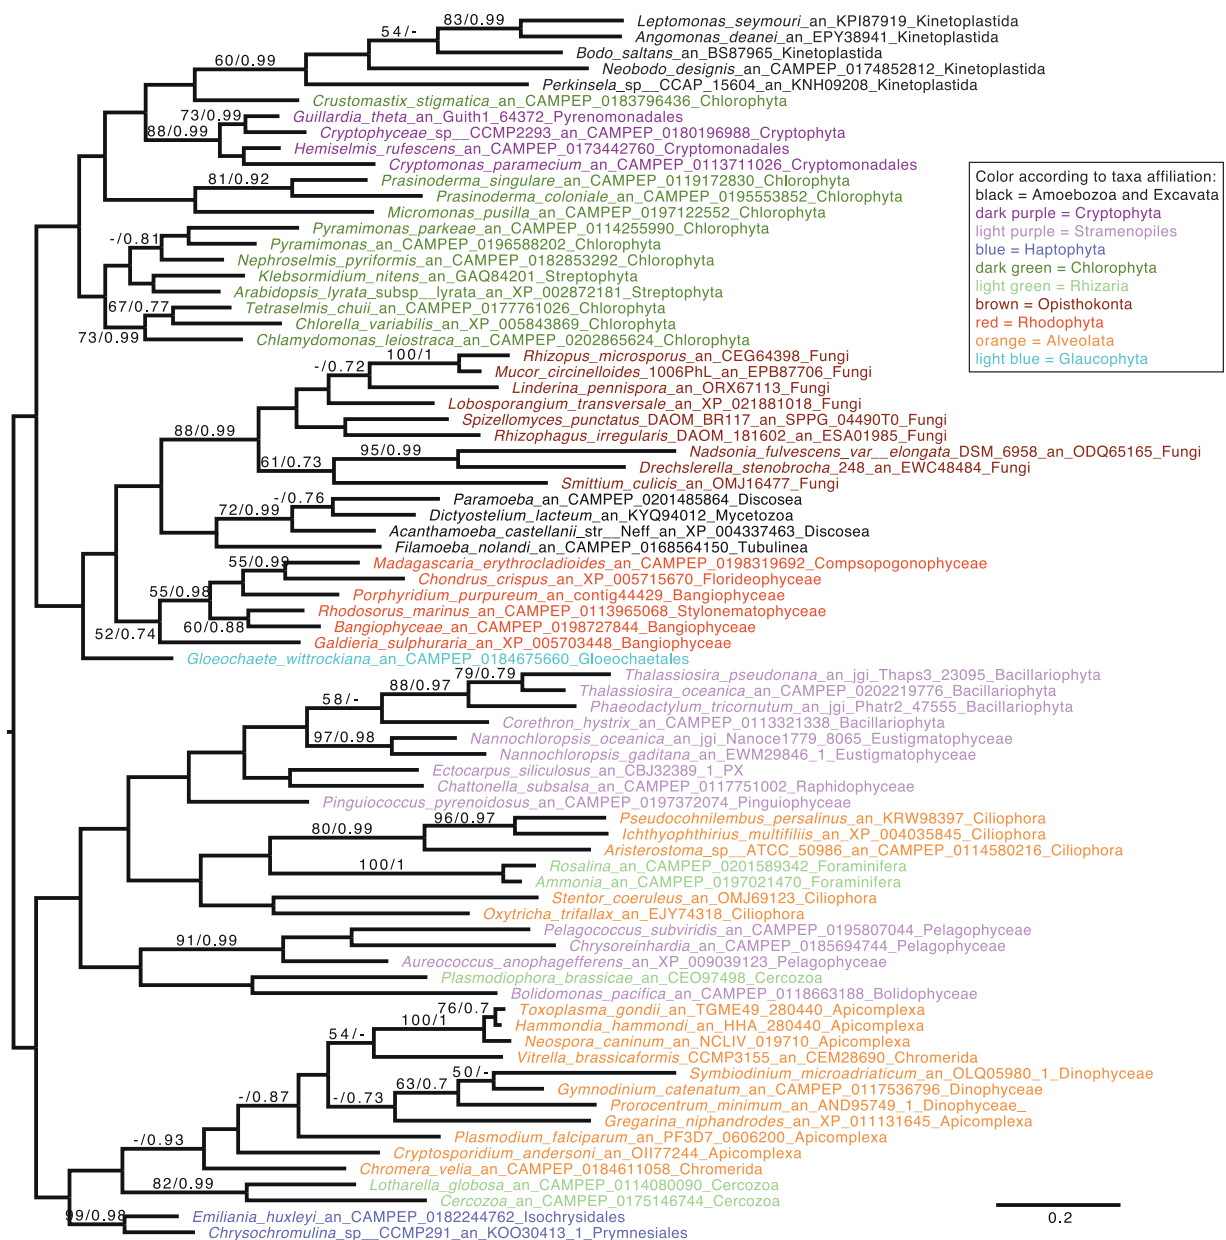 83/0.99
Leptomonas_seymouri_an_KPI87919_Kinetoplastida
54/-
Angomonas_deanei_an_EPY38941_Kinetoplastida
Bodo_saltans_an_BS87965_Kinetoplastida
60/0.99
Neobodo_designis_an_CAMPEP_0174852812_Kinetoplastida
Perkinsela_sp__CCAP_15604_an_KNH09208_Kinetoplastida
Crustomastix_stigmatica_an_CAMPEP_0183796436_Chlorophyta
73/0.99
Guillardia_theta_an_Guith1_64372_Pyrenomonadales
88/0.99
Cryptophyceae_sp__CCMP2293_an_CAMPEP_0180196988_Cryptophyta
Hemiselmis_rufescens_an_CAMPEP_0173442760_Cryptomonadales
Cryptomonas_paramecium_an_CAMPEP_0113711026_Cryptomonadales
81/0.92
Prasinoderma_singulare_an_CAMPEP_0119172830_Chlorophyta
Prasinoderma_coloniale_an_CAMPEP_0195553852_Chlorophyta
Micromonas_pusilla_an_CAMPEP_0197122552_Chlorophyta
Pyramimonas_parkeae_an_CAMPEP_0114255990_Chlorophyta
-/0.81
Pyramimonas_an_CAMPEP_0196588202_Chlorophyta
Nephroselmis_pyriformis_an_CAMPEP_0182853292_Chlorophyta
Klebsormidium_nitens_an_GAQ84201_Streptophyta
Arabidopsis_lyrata_subsp__lyrata_an_XP_002872181_Streptophyta
67/0.77
Tetraselmis_chuii_an_CAMPEP_0177761026_Chlorophyta
Chlorella_variabilis_an_XP_005843869_Chlorophyta
73/0.99
Chlamydomonas_leiostraca_an_CAMPEP_0202865624_Chlorophyta
Color according to taxa affiliation:
black = Amoebozoa and Excavata
dark purple = Cryptophyta
light purple = Stramenopiles
blue = Haptophyta
dark green = Chlorophyta
light green = Rhizaria
brown = Opisthokonta
red = Rhodophyta
orange = Alveolata
light blue = Glaucophyta
100/1
Rhizopus_microsporus_an_CEG64398_Fungi
-/0.72
Mucor_circinelloides_1006PhL_an_EPB87706_Fungi
Linderina_pennispora_an_ORX67113_Fungi
Lobosporangium_transversale_an_XP_021881018_Fungi
Spizellomyces_punctatus_DAOM_BR117_an_SPPG_04490T0_Fungi
88/0.99
Rhizophagus_irregularis_DAOM_181602_an_ESA01985_Fungi
95/0.99
Nadsonia_fulvescens_var__elongata_DSM_6958_an_ODQ65165_Fungi
61/0.73
Drechslerella_stenobrocha_248_an_EWC48484_Fungi
Smittium_culicis_an_OMJ16477_Fungi
-/0.76
Paramoeba_an_CAMPEP_0201485864_Discosea
72/0.99
Dictyostelium_lacteum_an_KYQ94012_Mycetozoa
Acanthamoeba_castellanii_str__Neff_an_XP_004337463_Discosea
Filamoeba_nolandi_an_CAMPEP_0168564150_Tubulinea
55/0.99
Madagascaria_erythrocladioides_an_CAMPEP_0198319692_Compsopogonophyceae
Chondrus_crispus_an_XP_005715670_Florideophyceae
55/0.98
Porphyridium_purpureum_an_contig44429_Bangiophyceae
Rhodosorus_marinus_an_CAMPEP_0113965068_Stylonematophyceae
60/0.88
Bangiophyceae_an_CAMPEP_0198727844_Bangiophyceae
52/0.74
Galdieria_sulphuraria_an_XP_005703448_Bangiophyceae
Gloeochaete_wittrockiana_an_CAMPEP_0184675660_Gloeochaetales
79/0.79
Thalassiosira_pseudonana_an_jgi_Thaps3_23095_Bacillariophyta
88/0.97
Thalassiosira_oceanica_an_CAMPEP_0202219776_Bacillariophyta
58/-
Phaeodactylum_tricornutum_an_jgi_Phatr2_47555_Bacillariophyta
Corethron_hystrix_an_CAMPEP_0113321338_Bacillariophyta
97/0.98
Nannochloropsis_oceanica_an_jgi_Nanoce1779_8065_Eustigmatophyceae
Nannochloropsis_gaditana_an_EWM29846_1_Eustigmatophyceae
Ectocarpus_siliculosus_an_CBJ32389_1_PX
Chattonella_subsalsa_an_CAMPEP_0117751002_Raphidophyceae
Pinguiococcus_pyrenoidosus_an_CAMPEP_0197372074_Pinguiophyceae
96/0.97
Pseudocohnilembus_persalinus_an_KRW98397_Ciliophora
80/0.99
Ichthyophthirius_multifiliis_an_XP_004035845_Ciliophora
Aristerostoma_sp__ATCC_50986_an_CAMPEP_0114580216_Ciliophora
100/1
Rosalina_an_CAMPEP_0201589342_Foraminifera
Ammonia_an_CAMPEP_0197021470_Foraminifera
Stentor_coeruleus_an_OMJ69123_Ciliophora
Oxytricha_trifallax_an_EJY74318_Ciliophora
Pelagococcus_subviridis_an_CAMPEP_0195807044_Pelagophyceae
91/0.99
Chrysoreinhardia_an_CAMPEP_0185694744_Pelagophyceae
Aureococcus_anophagefferens_an_XP_009039123_Pelagophyceae
Plasmodiophora_brassicae_an_CEO97498_Cercozoa
Bolidomonas_pacifica_an_CAMPEP_0118663188_Bolidophyceae
76/0.7
Toxoplasma_gondii_an_TGME49_280440_Apicomplexa
100/1
Hammondia_hammondi_an_HHA_280440_Apicomplexa
54/-
Neospora_caninum_an_NCLIV_019710_Apicomplexa
Vitrella_brassicaformis_CCMP3155_an_CEM28690_Chromerida
50/-
Symbiodinium_microadriaticum_an_OLQ05980_1_Dinophyceae
63/0.7
Gymnodinium_catenatum_an_CAMPEP_0117536796_Dinophyceae
-/0.87
-/0.73
Prorocentrum_minimum_an_AND95749_1_Dinophyceae_
Gregarina_niphandrodes_an_XP_011131645_Apicomplexa
Plasmodium_falciparum_an_PF3D7_0606200_Apicomplexa
-/0.93
Cryptosporidium_andersoni_an_OII77244_Apicomplexa
Chromera_velia_an_CAMPEP_0184611058_Chromerida
82/0.99
Lotharella_globosa_an_CAMPEP_0114080090_Cercozoa
Cercozoa_an_CAMPEP_0175146744_Cercozoa
99/0.98
Emiliania_huxleyi_an_CAMPEP_0182244762_Isochrysidales
Chrysochromulina_sp__CCMP291_an_KOO30413_1_Prymnesiales
0.2